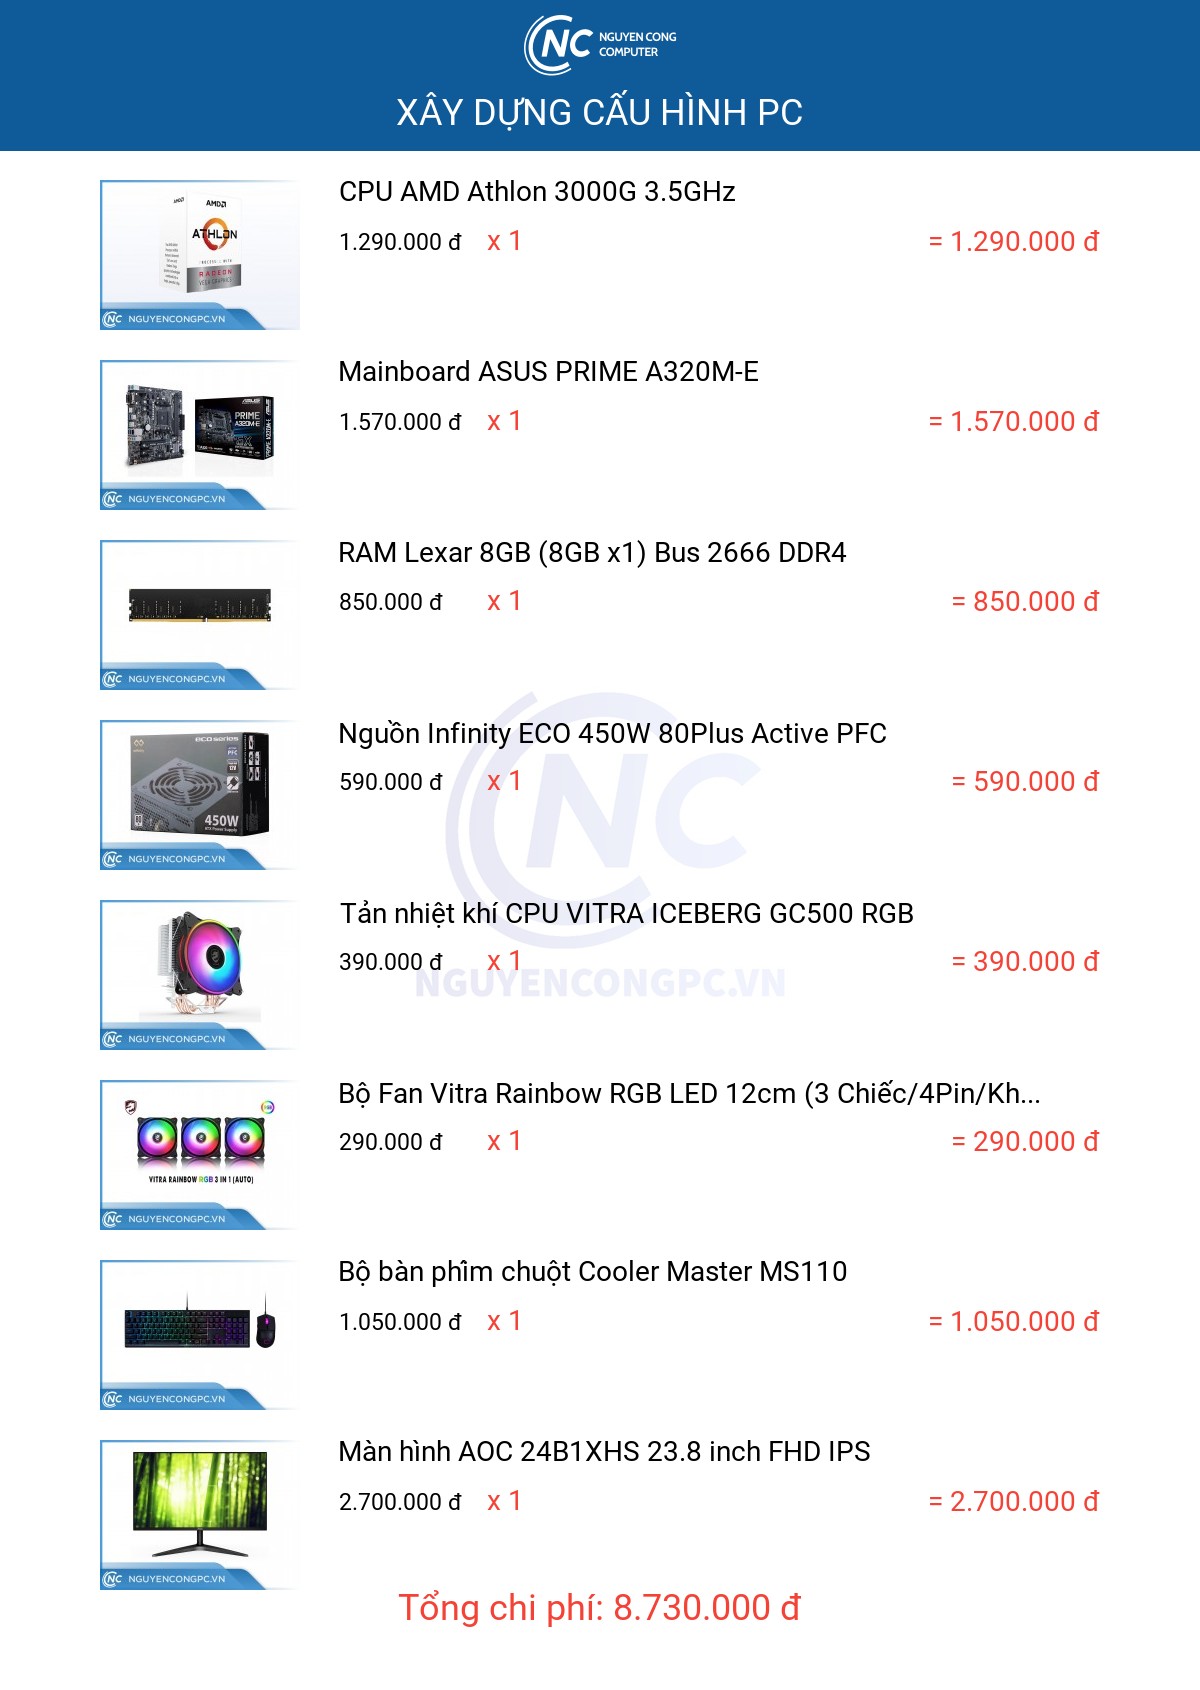 NC NGUYEN CONG
COMPUTER
XÂY DỰNG CẤU HÌNH PC
CPU AMD Athlon 3000G 3.5GHz
1.290.000 đ x 1 = 1.290.000 đ
AMD
AMD
ATHLON
RADEON
VEGA GRAPHICS
NC NGUYENCONGPC.VN
Mainboard ASUS PRIME A320M-E
1.570.000 đ x 1 = 1.570.000 đ
PRIME
A320M-E
NC NGUYENCONGPC.VN
RAM Lexar 8GB (8GB x1) Bus 2666 DDR4
850.000 đ x 1 = 850.000 đ
NC NGUYENCONGPC.VN
Nguồn Infinity ECO 450W 80Plus Active PFC
590.000 đ x 1 = 590.000 đ
eco series
PFC
450W
ATX Power Supply
NC NGUYENCONGPC.VN
NC
Tản nhiệt khí CPU VITRA ICEBERG GC500 RGB
390.000 đ x 1 = 390.000 đ
NGUYENCONGPC.VN
NC NGUYENCONGPC.VN
Bộ Fan Vitra Rainbow RGB LED 12cm (3 Chiếc/4Pin/Kh...
290.000 đ x 1 = 290.000 đ
VITRA RAINBOW RGB 3 IN 1 (AUTO)
NC NGUYENCONGPC.VN
Bộ bàn phím chuột Cooler Master MS110
1.050.000 đ x 1 = 1.050.000 đ
NC NGUYENCONGPC.VN
Màn hình AOC 24B1XHS 23.8 inch FHD IPS
2.700.000 đ x 1 = 2.700.000 đ
NC NGUYENCONGPC.VN
Tổng chi phí: 8.730.000 đ